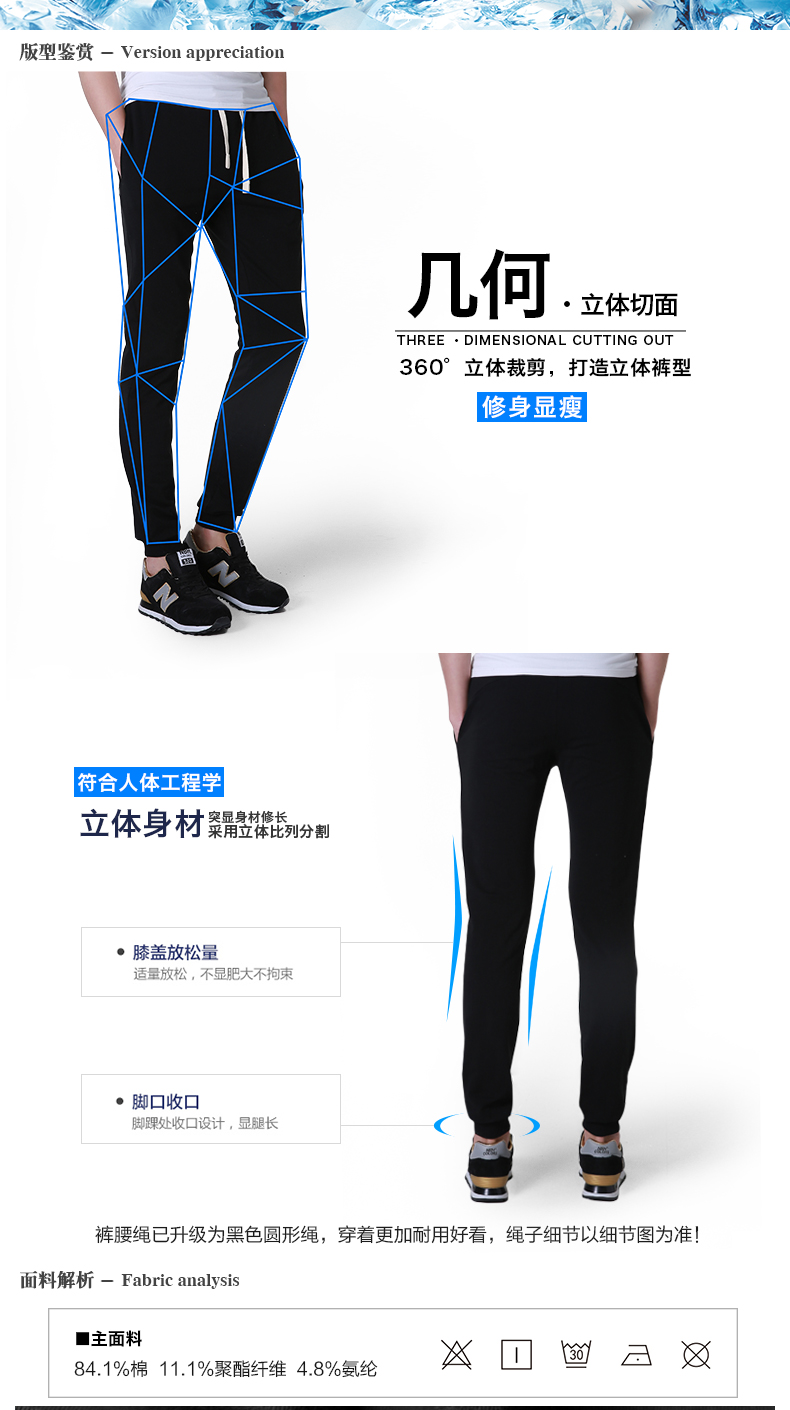 版型鉴赏 – Version appreciation
几何 · 立体切面
THREE · DIMENSIONAL CUTTING OUT
360° 立体裁剪，打造立体裤型
修身显瘦
N
符合人体工程学
立体身材
突显身材修长
采用立体比列分割
● 膝盖放松量
适量放松，不显肥大不拘束
● 脚口收口
脚踝处收口设计，显腿长
裤腰绳已升级为黑色圆形绳，穿着更加耐用好看，绳子细节以细节图为准！
面料解析 – Fabric analysis
■主面料
84.1%棉 11.1%聚酯纤维 4.8%氨纶
30